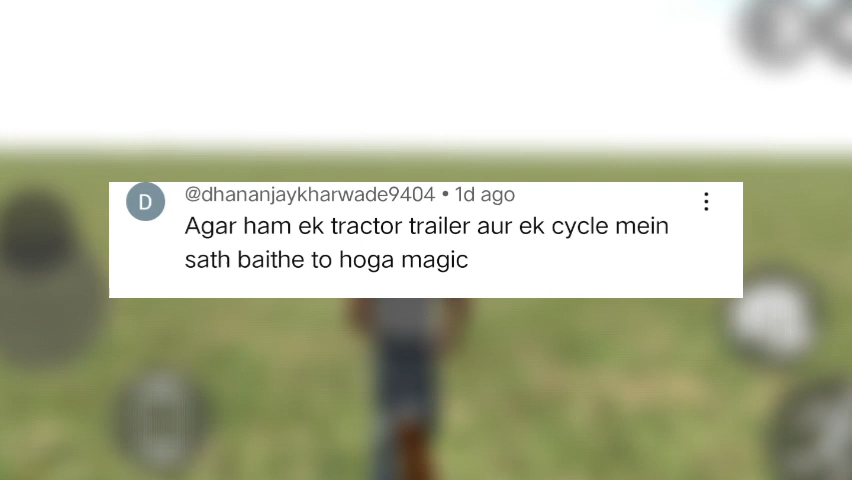 D
@dhananjaykharwade9404 • 1d ago
Agar ham ek tractor trailer aur ek cycle mein
sath baithe to hoga magic